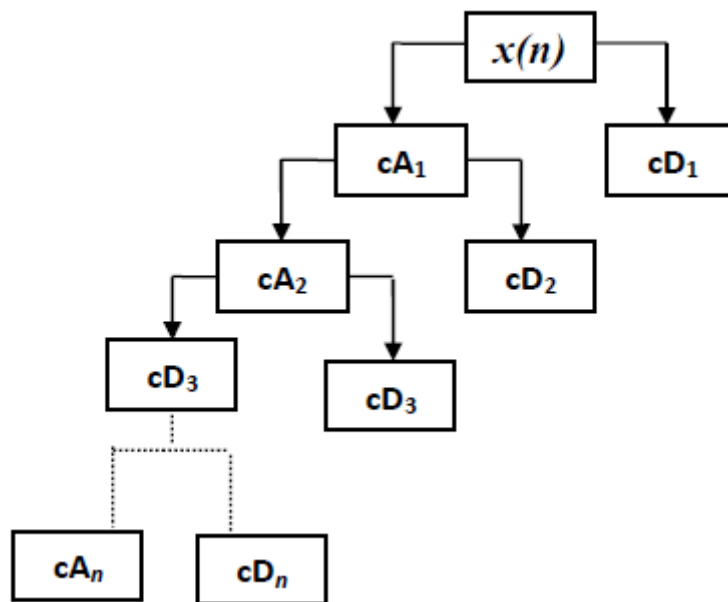 x(n)
cA₁
cD₁
cA₂
cD₂
cD₃
cD₃
cAₙ
cDₙ